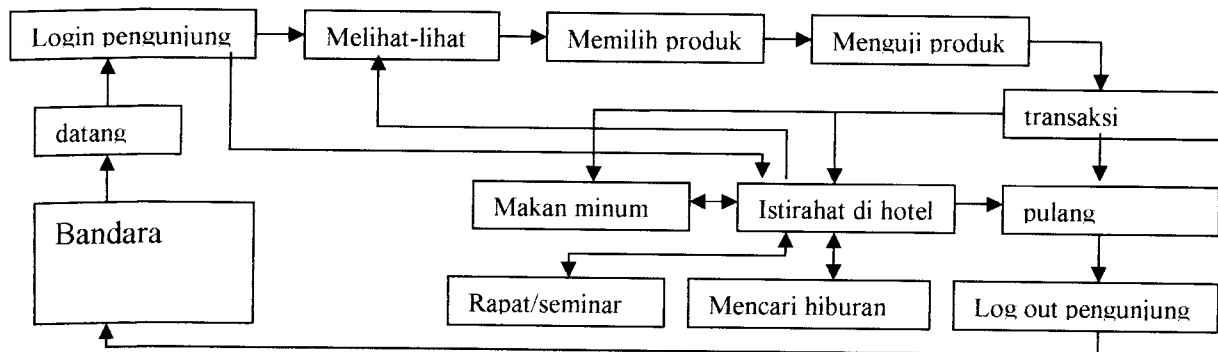 Login pengunjung
Melihat-lihat
Memilih produk
Menguji produk
datang
transaksi
Makan minum
Istirahat di hotel
pulang
Bandara
Rapat/seminar
Mencari hiburan
Log out pengunjung